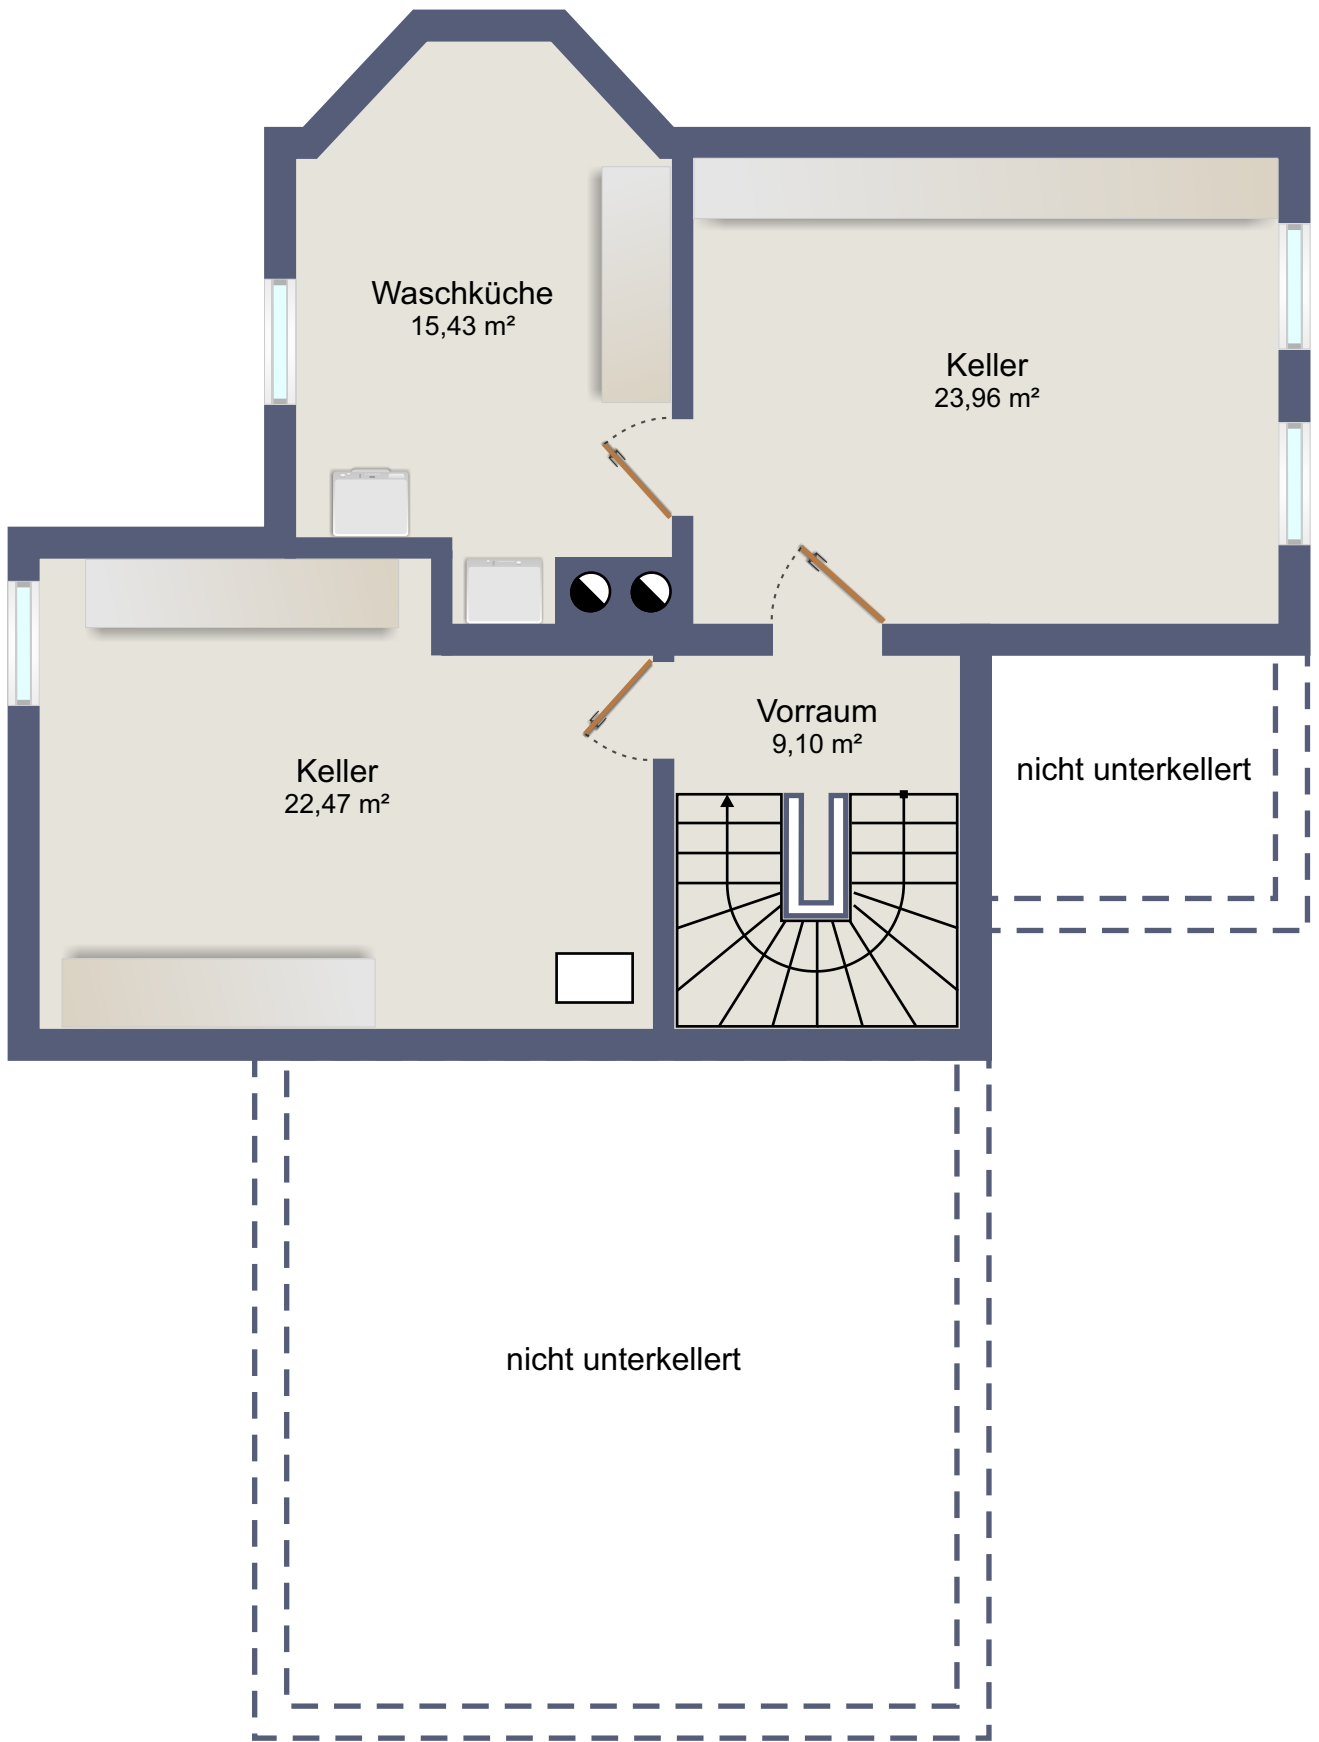 Waschküche
15,43 m²
Keller
23,96 m²
Vorraum
9,10 m²
nicht unterkellert
Keller
22,47 m²
nicht unterkellert